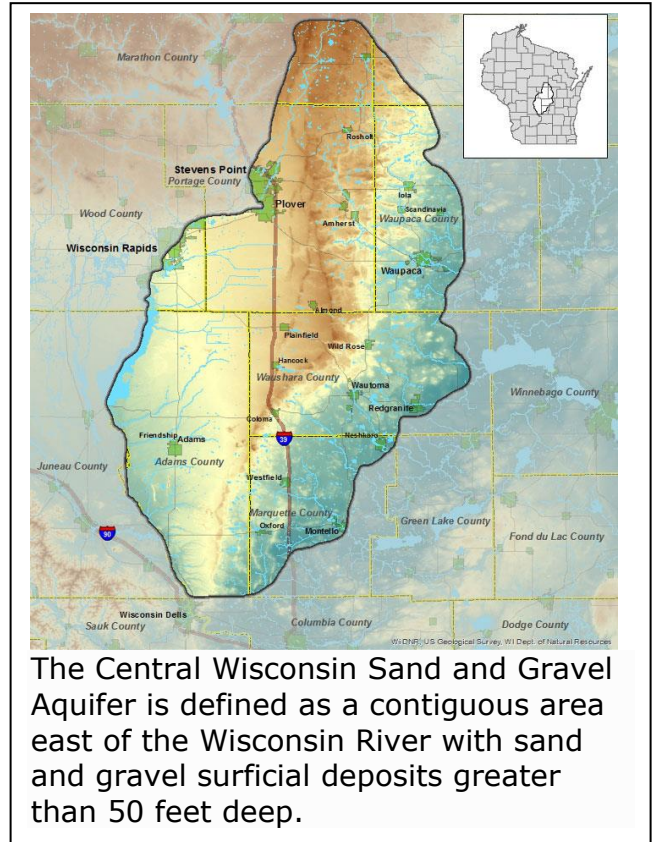 Marathon County
Rosholt
Stevens Point
Portage County
Iola
Scandinavia
Plover
Wood County
Amherst
Waupaca County
Wisconsin Rapids
Waupaca
Almond
Plainfield
Wild Rose
Hancock
Waushara County
Wautoma
Winnebago County
Redgranite
Coloma
Friendship
Adams
39
Neshkoro
Juneau County
Adams County
Westfield
Marquette County
Green Lake County
Oxford
Montello
90
Fond du Lac County
Wisconsin Dells
Sauk County
Columbia County
Dodge County
WiDNR, US Geological Survey, WI Dept. of Natural Resources
The Central Wisconsin Sand and Gravel
Aquifer is defined as a contiguous area
east of the Wisconsin River with sand
and gravel surficial deposits greater
than 50 feet deep.